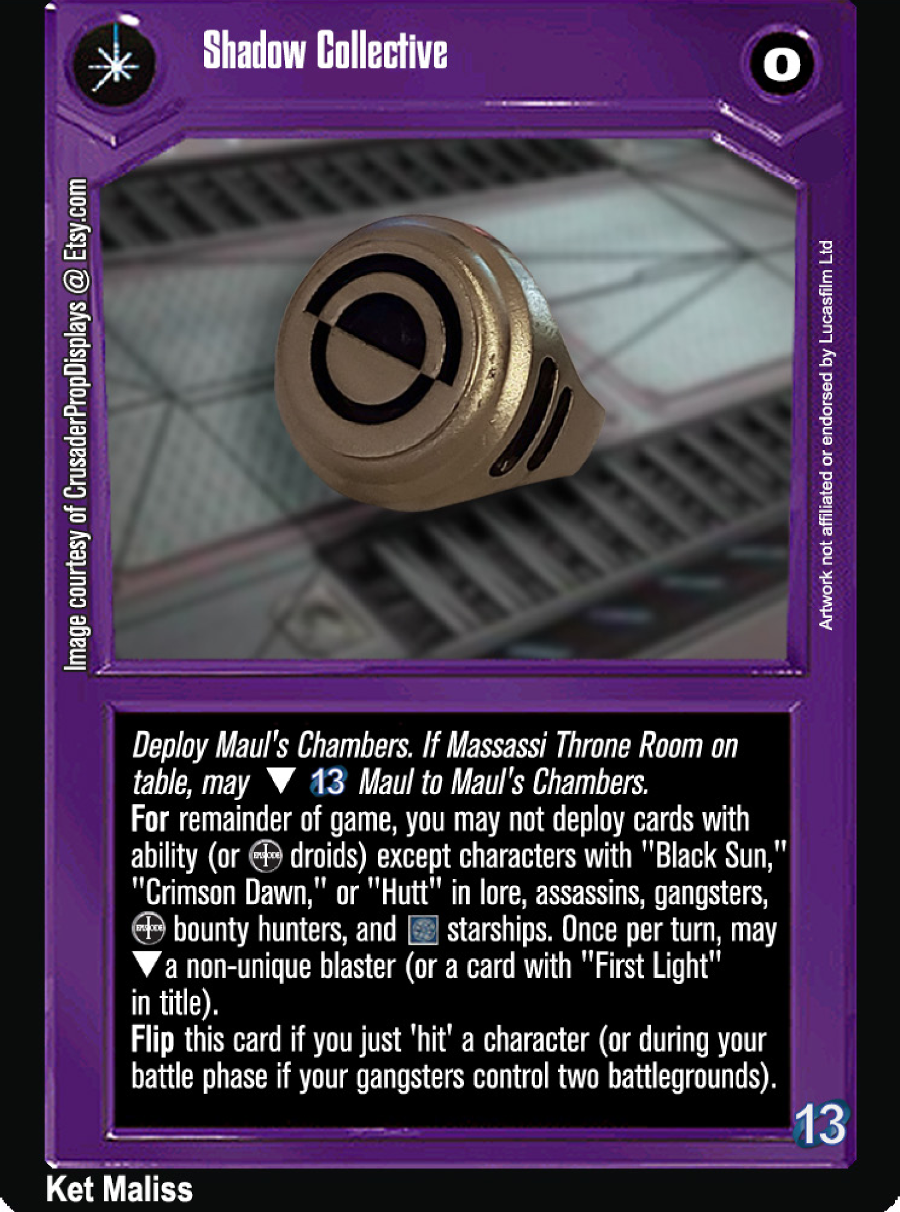 Shadow Collective
0
Image courtesy of CrusaderPropDisplays @ Etsy.com
Artwork not affiliated or endorsed by Lucasfilm Ltd
Deploy Maul's Chambers. If Massassi Throne Room on
table, may ▼ 13 Maul to Maul's Chambers.
For remainder of game, you may not deploy cards with
ability (or EPISODE I droids) except characters with "Black Sun,"
"Crimson Dawn," or "Hutt" in lore, assassins, gangsters,
EPISODE I bounty hunters, and starships. Once per turn, may
▼ a non-unique blaster (or a card with "First Light"
in title).
Flip this card if you just 'hit' a character (or during your
battle phase if your gangsters control two battlegrounds).
13
Ket Maliss